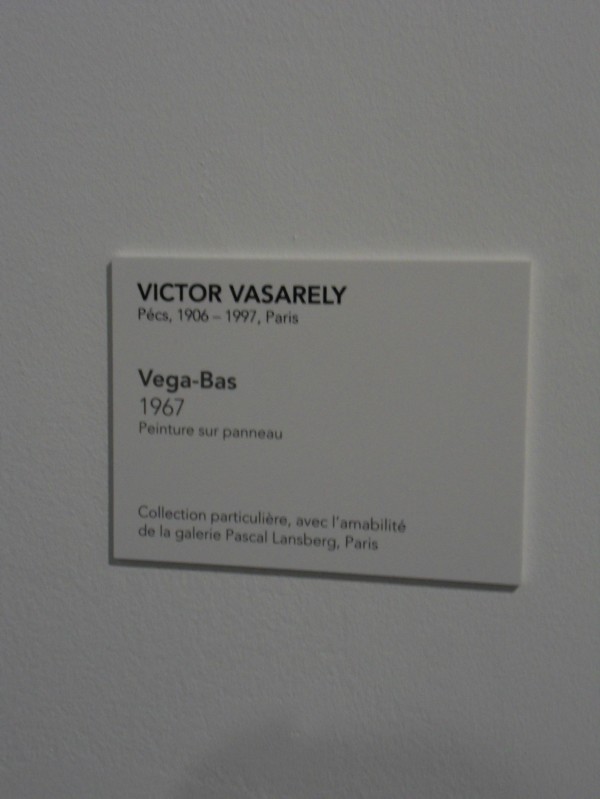 VICTOR VASARELY
Pécs, 1906 – 1997, Paris
Vega-Bas
1967
Peinture sur panneau
Collection particulière, avec l'amabilité
de la galerie Pascal Lansberg, Paris